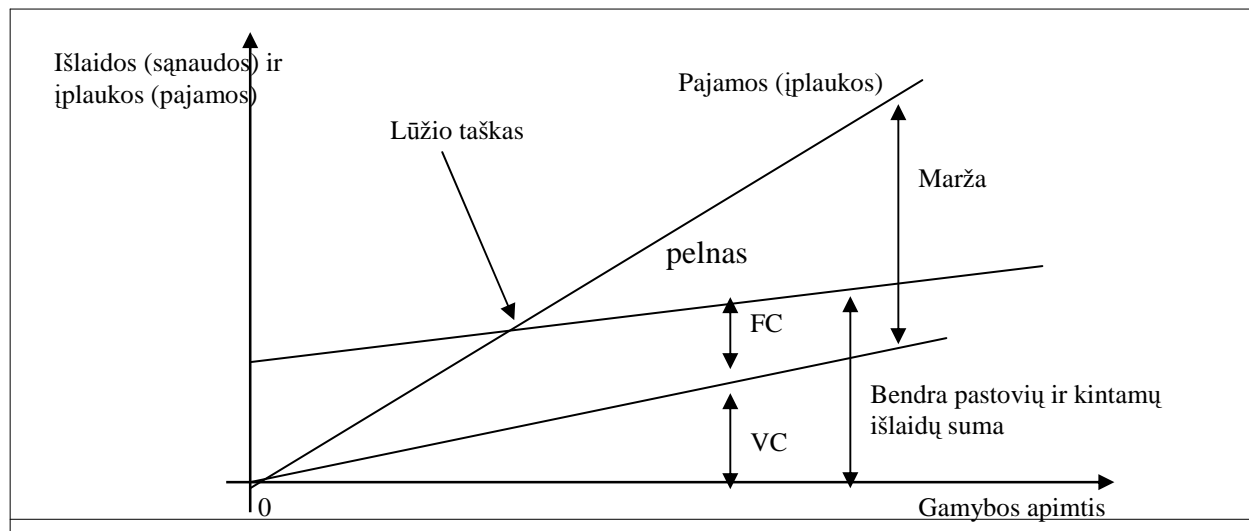 Išlaidos (sąnaudos) ir
įplaukos (pajamos)
Pajamos (įplaukos)
Lūžio taškas
Marža
pelnas
FC
Bendra pastovių ir kintamų
išlaidų suma
VC
0
Gamybos apimtis